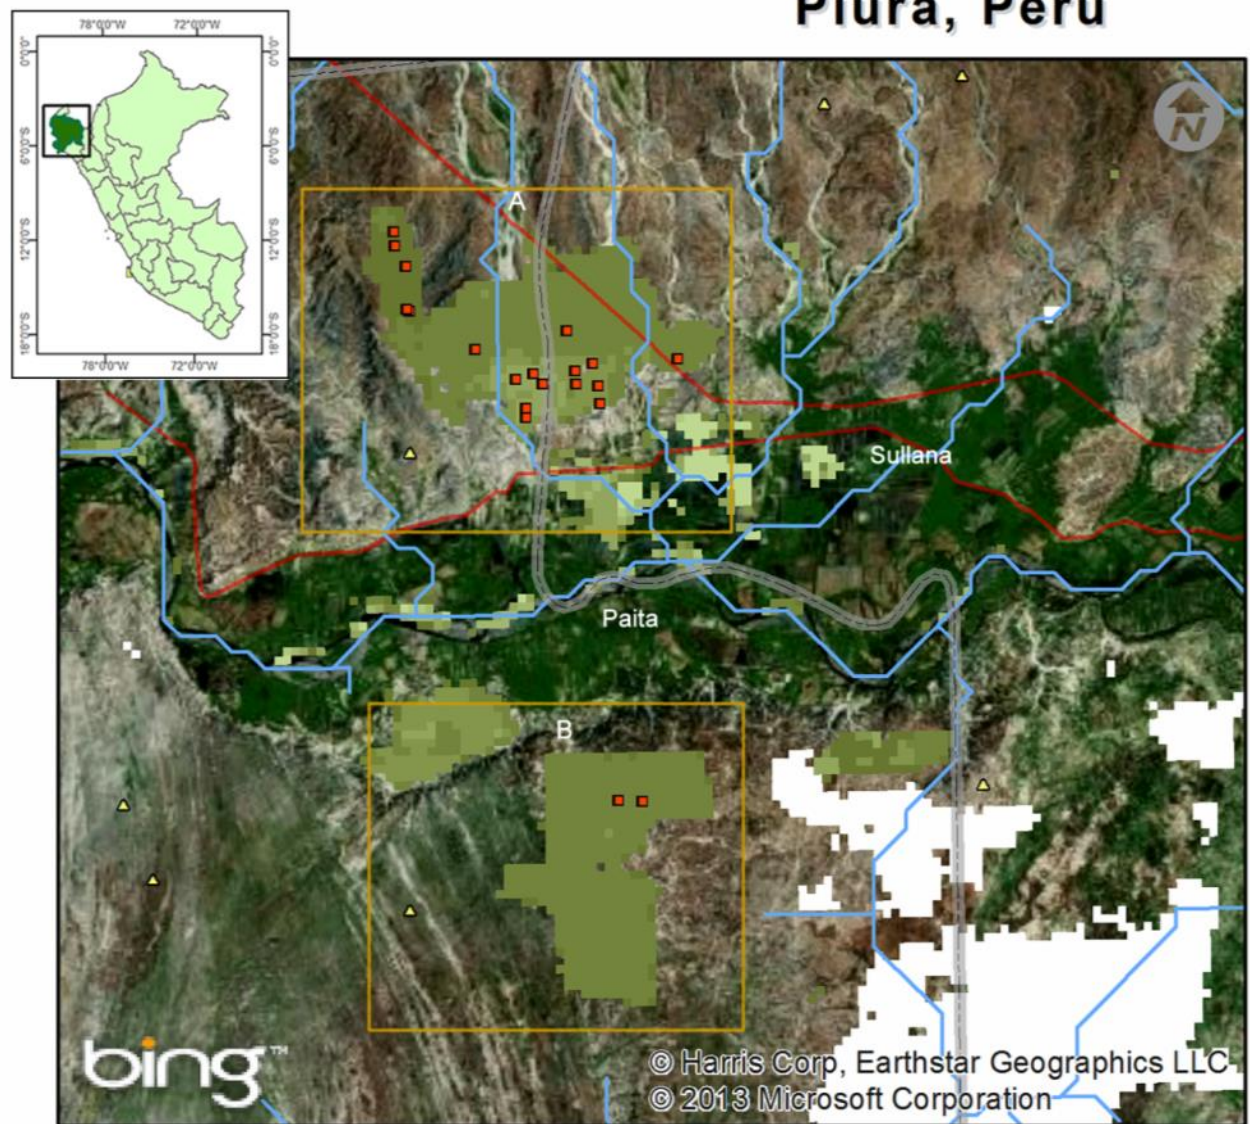 Piura, Peru
78°0'0"W 72°0'0"W
0°0'0" 0°0'0"
6°0'0"S 6°0'0"S
12°0'0"S 12°0'0"S
18°0'0"S 18°0'0"S
78°0'0"W 72°0'0"W
N
A
Sullana
Paita
B
bing™
© Harris Corp, Earthstar Geographics LLC
© 2013 Microsoft Corporation